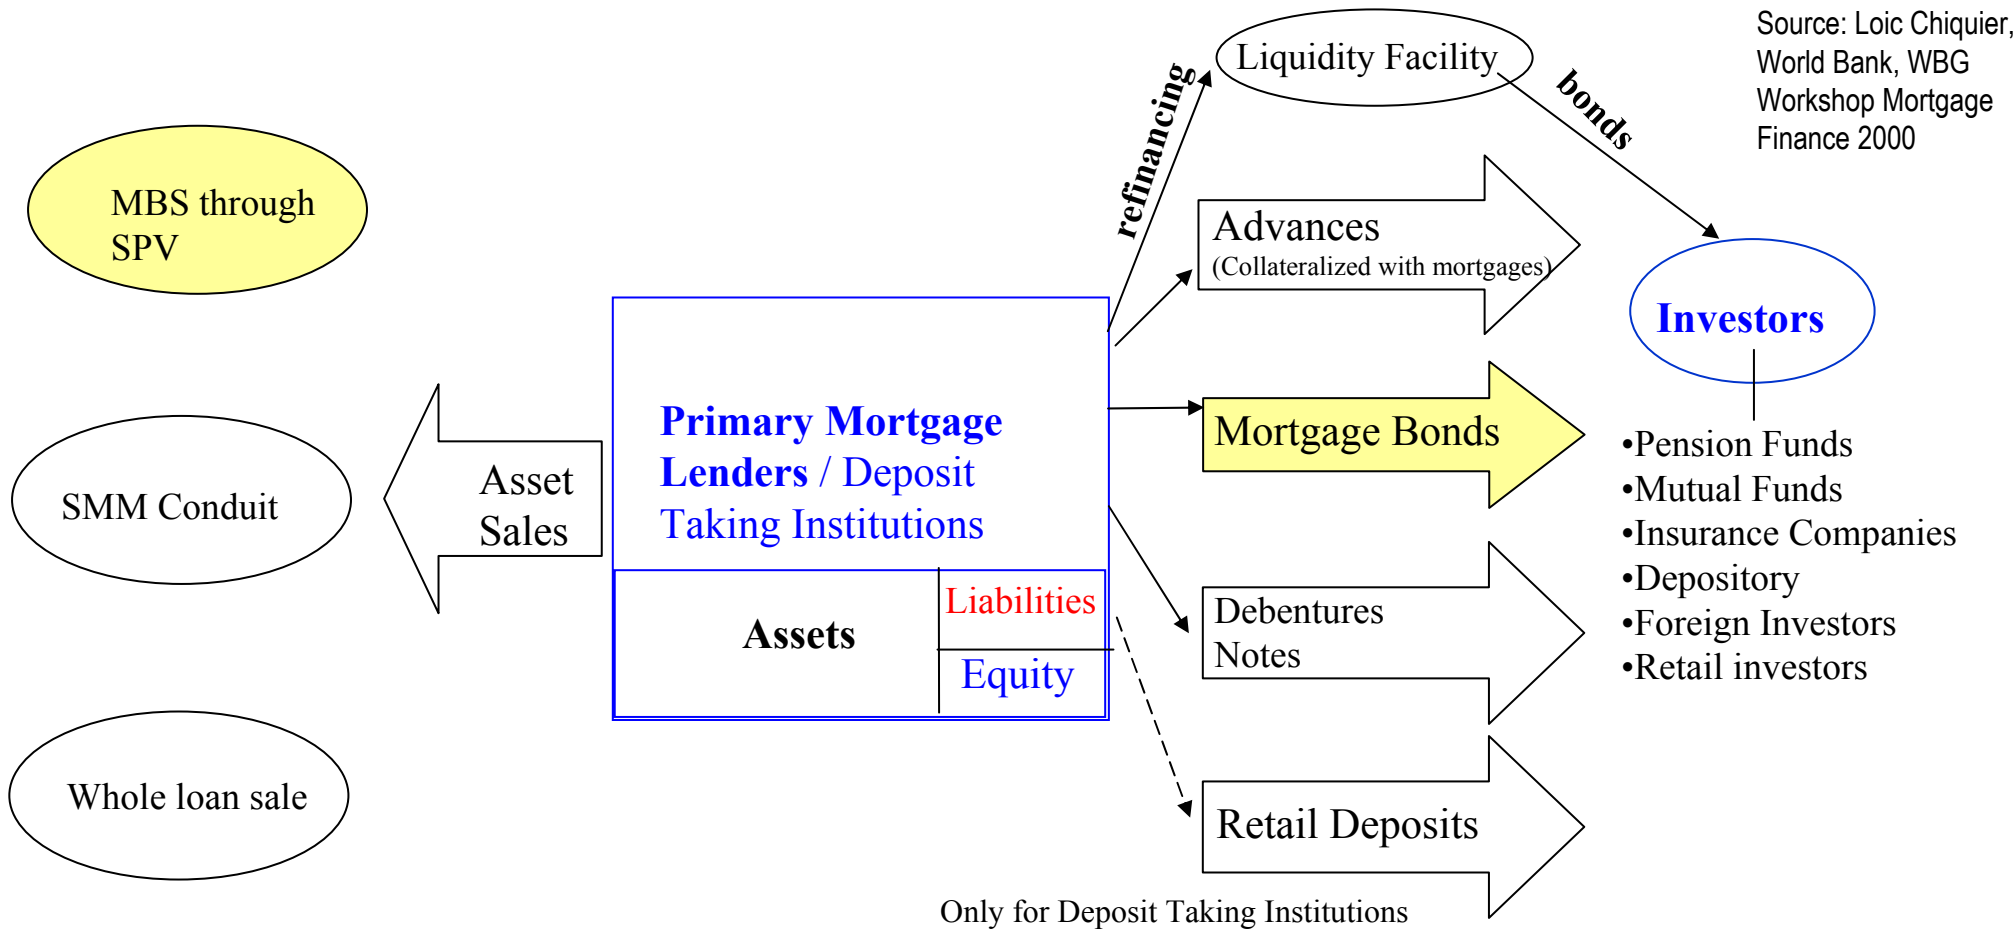 Source: Loic Chiquier,
World Bank, WBG
Workshop Mortgage
Finance 2000
Liquidity Facility
refinancing
bonds
MBS through
SPV
SMM Conduit
Whole loan sale
Asset
Sales
Primary Mortgage
Lenders / Deposit
Taking Institutions
Assets
Liabilities
Equity
Advances
(Collateralized with mortgages)
Mortgage Bonds
Debentures
Notes
Retail Deposits
Only for Deposit Taking Institutions
Investors
•Pension Funds
•Mutual Funds
•Insurance Companies
•Depository
•Foreign Investors
•Retail investors